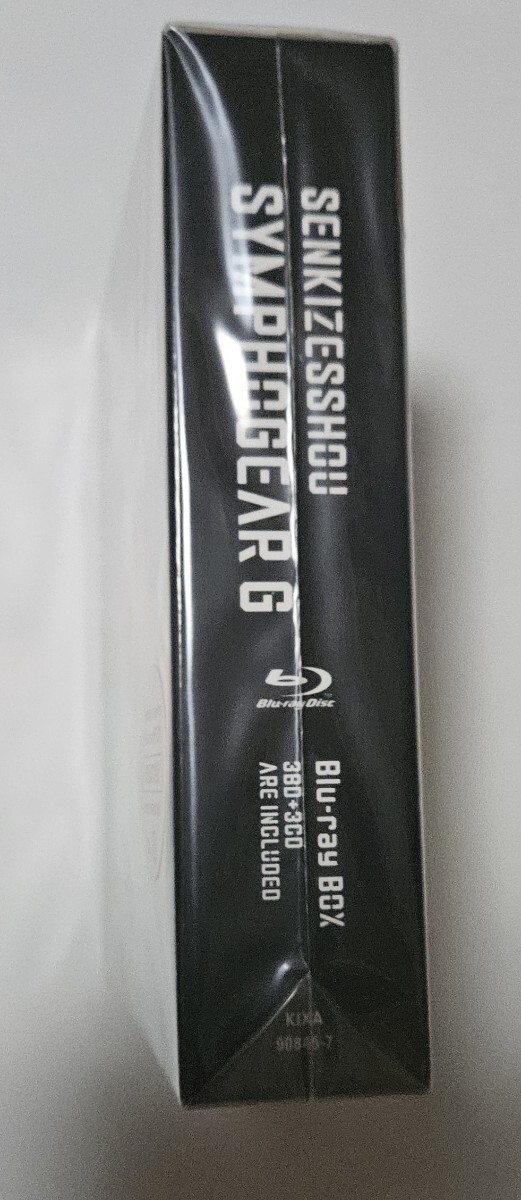 SENKIZESSHOU
SYMPHOGEAR G
Blu-ray Disc
Blu-ray BOX
3BD+3CD
ARE INCLUDED
KIXA